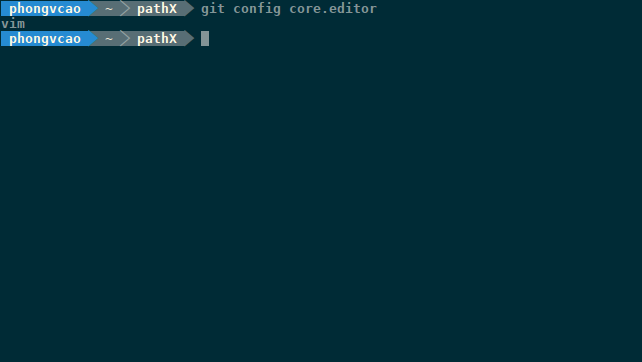 phongvcao ~ pathX git config core.editor
vim
phongvcao ~ pathX